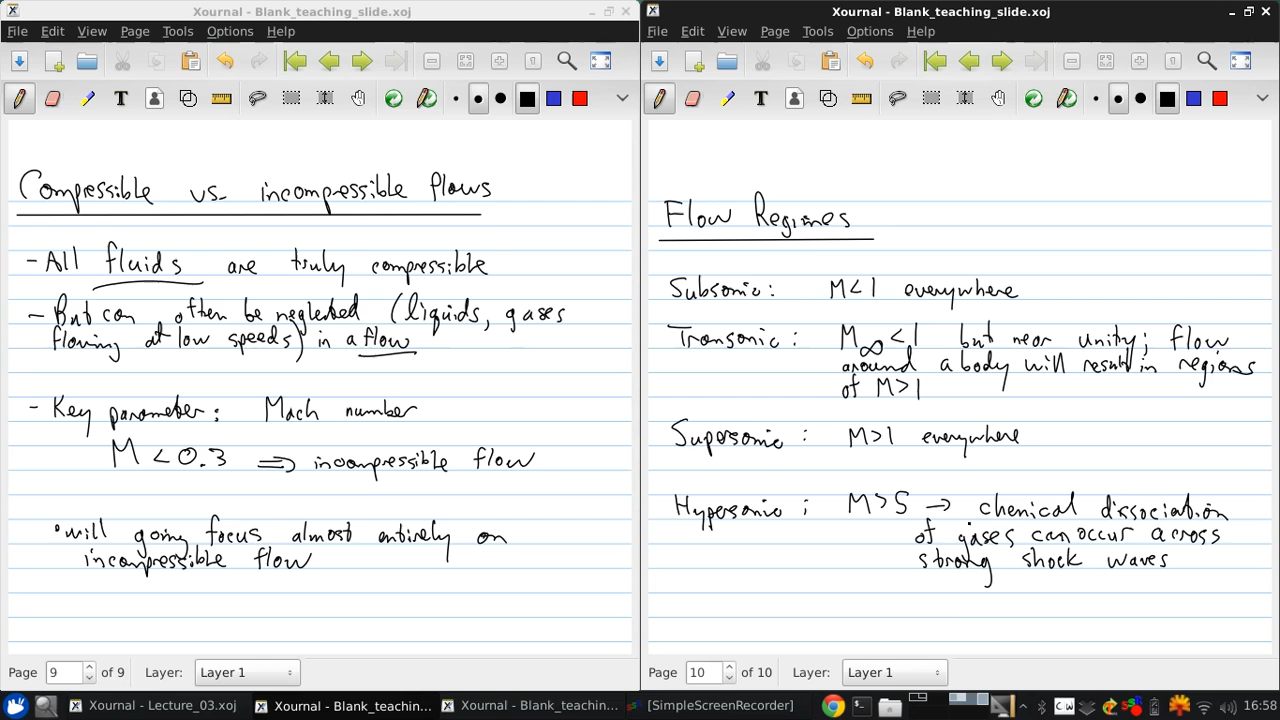 Xournal - Blank_teaching_slide.xoj
File Edit View Page Tools Options Help
Compressible vs. incompressible flows
- All fluids are truly compressible
- But can often be neglected (liquids, gases
flowing at low speeds) in a flow
- Key parameter: Mach number
M < 0.3 => incompressible flow
• will going focus almost entirely on
incompressible flow
Page 9 of 9 Layer: Layer 1
Xournal - Blank_teaching_slide.xoj
File Edit View Page Tools Options Help
Flow Regimes
Subsonic: M<1 everywhere
Transonic: M∞ < 1 but near unity; flow
around a body will result in regions
of M>1
Supersonic: M>1 everywhere
Hypersonic: M>5 → chemical dissociation
of gases can occur across
strong shock waves
Page 10 of 10 Layer: Layer 1
Xournal - Lecture_03.xoj Xournal - Blank_teachin... Xournal - Blank_teachin... [SimpleScreenRecorder] 16:58